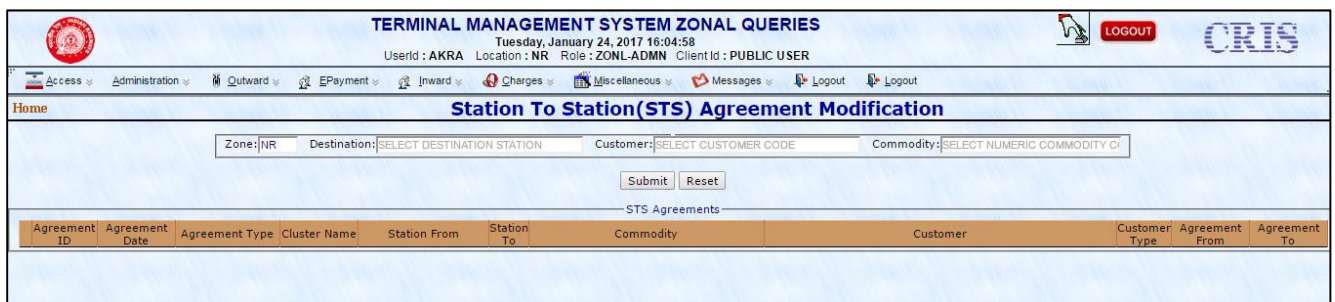 TERMINAL MANAGEMENT SYSTEM ZONAL QUERIES
Tuesday, January 24, 2017 16:04:58
UserId : AKRA Location : NR Role : ZONL-ADMN Client Id : PUBLIC USER
LOGOUT
CRIS
Access Administration Outward EPayment Inward Charges Miscellaneous Messages Logout Logout
Home
Station To Station(STS) Agreement Modification
Zone: NR Destination: SELECT DESTINATION STATION Customer: SELECT CUSTOMER CODE Commodity: SELECT NUMERIC COMMODITY C
Submit Reset
STS Agreements
Agreement ID Agreement Date Agreement Type Cluster Name Station From Station To Commodity Customer Customer Type Agreement From Agreement To